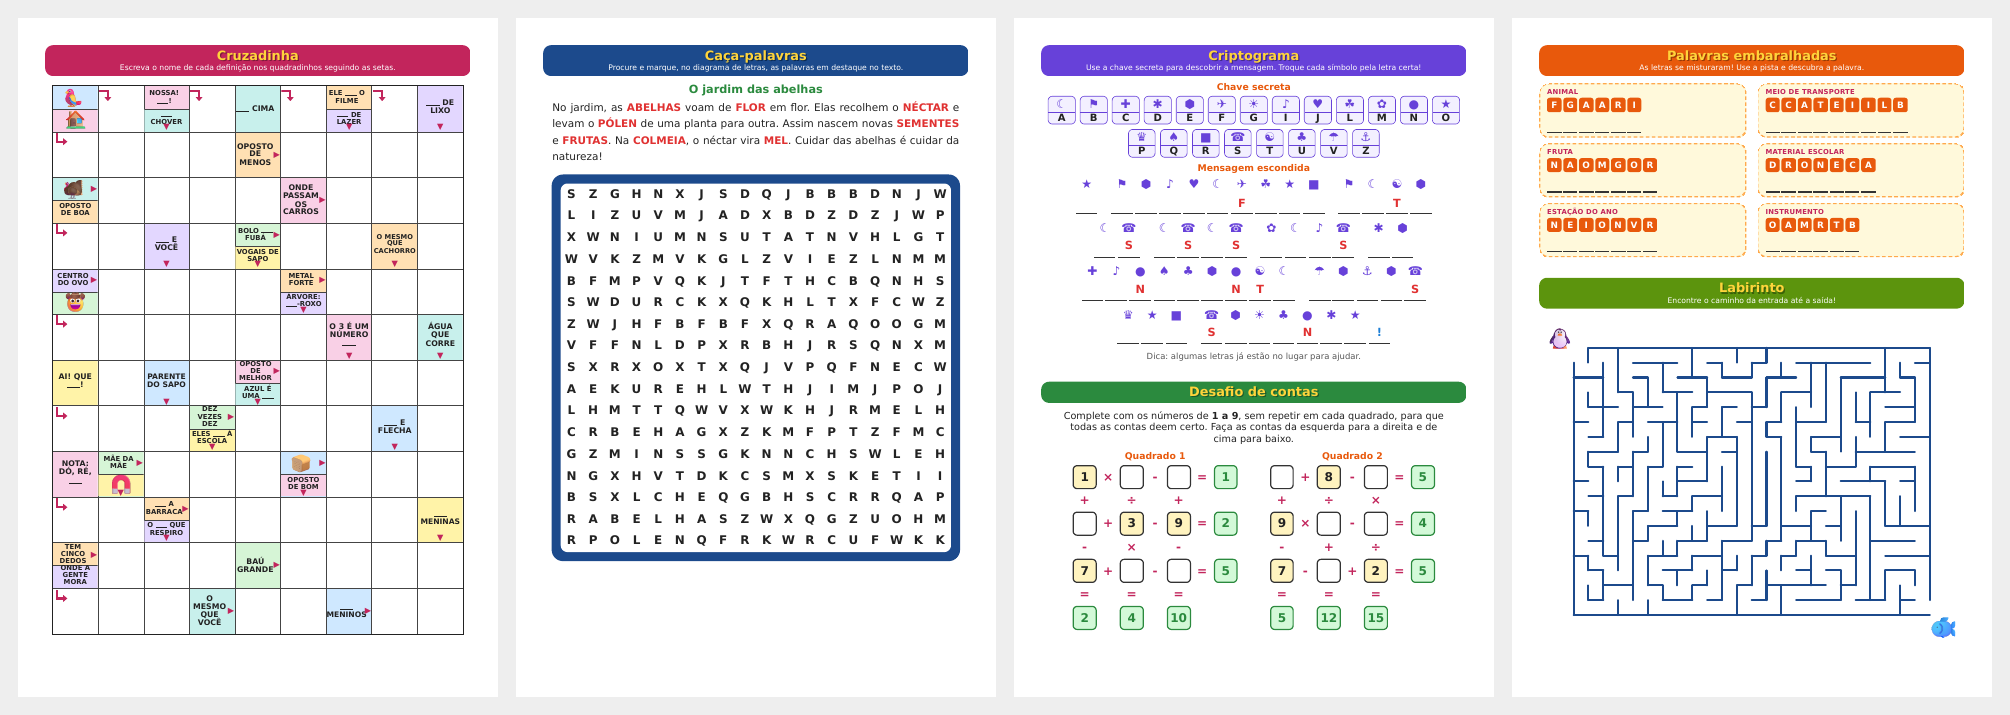 Cruzadinha
Escreva o nome de cada definição nos quadradinhos seguindo as setas.
NOSSA! ___!
___ CHOVER
___ CIMA
ELE ___ O FILME
___ DE LAZER
___ DE LIXO
OPOSTO DE MENOS
OPOSTO DE BOA
ONDE PASSAM OS CARROS
___ E VOCÊ
BOLO ___ FUBÁ
VOGAIS DE SAPO
O MESMO QUE CACHORRO
CENTRO DO OVO
METAL FORTE
ÁRVORE: ___-ROXO
O 3 É UM NÚMERO ___
ÁGUA QUE CORRE
AI! QUE ___!
PARENTE DO SAPO
OPOSTO DE MELHOR
AZUL É UMA ___
DEZ VEZES DEZ
ELES ___ À ESCOLA
___ E FLECHA
NOTA: DÓ, RÉ, ___
MÃE DA MÃE
OPOSTO DE BOM
___ A BARRACA
O ___ QUE RESPIRO
___ MENINAS
TEM CINCO DEDOS
ONDE A GENTE MORA
BAÚ GRANDE
O MESMO QUE VOCÊ
___ MENINOS
Caça-palavras
Procure e marque, no diagrama de letras, as palavras em destaque no texto.
O jardim das abelhas
No jardim, as ABELHAS voam de FLOR em flor. Elas recolhem o NÉCTAR e
levam o PÓLEN de uma planta para outra. Assim nascem novas SEMENTES
e FRUTAS. Na COLMEIA, o néctar vira MEL. Cuidar das abelhas é cuidar da
natureza!
S Z G H N X J S D Q J B B B D N J W
L I Z U V M J A D X B D Z D Z J W P
X W N I U M N S U T A T N V H L G T
W V K Z M V K G L Z V I E Z L N M M
B F M P V Q K J T F T H C B Q N H S
S W D U R C K X Q K H L T X F C W Z
Z W J H F B F B F X Q R A Q O O G M
V F F N L D P X R B H J R S Q N X M
S X R X O X T X Q J V P Q F N E C W
A E K U R E H L W T H J I M J P O J
L H M T T Q W V X W K H J R M E L H
C R B E H A G X Z K M F P T Z F M C
G Z M I N S S G K N N C H S W L E H
N G X H V T D K C S M X S K E T I I
B S X L C H E Q G B H S C R R Q A P
R A B E L H A S Z W X Q G Z U O H M
R P O L E N Q F R K W R C U F W K K
Criptograma
Use a chave secreta para descobrir a mensagem. Troque cada símbolo pela letra certa!
Chave secreta
A B C D E F G I J L M N O
P Q R S T U V Z
Mensagem escondida
F T
S S S S
N N T S
S N !
Dica: algumas letras já estão no lugar para ajudar.
Desafio de contas
Complete com os números de 1 a 9, sem repetir em cada quadrado, para que
todas as contas deem certo. Faça as contas da esquerda para a direita e de
cima para baixo.
Quadrado 1
1 × - = 1
+ ÷ +
+ 3 - 9 = 2
- × -
7 + - = 5
= = =
2 4 10
Quadrado 2
+ 8 - = 5
+ ÷ ×
9 × - = 4
- + ÷
7 - + 2 = 5
= = =
5 12 15
Palavras embaralhadas
As letras se misturaram! Use a pista e descubra a palavra.
ANIMAL
F G A A R I
MEIO DE TRANSPORTE
C C A T E I I L B
FRUTA
N A O M G O R
MATERIAL ESCOLAR
D R O N E C A
ESTAÇÃO DO ANO
N E I O N V R
INSTRUMENTO
O A M R T B
Labirinto
Encontre o caminho da entrada até a saída!